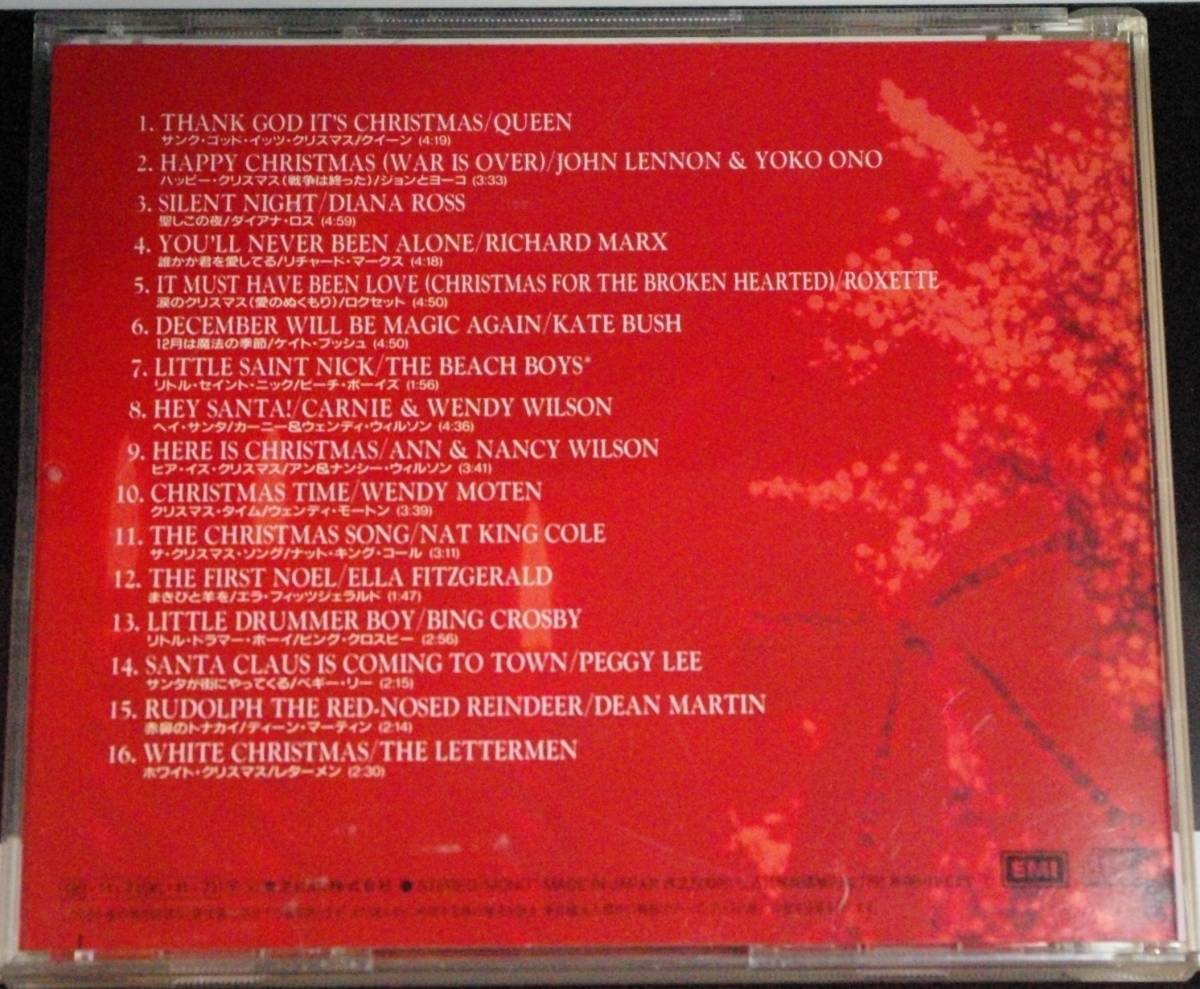 1. THANK GOD IT'S CHRISTMAS/QUEEN
サンク・ゴッド・イッツ・クリスマス/クイーン (4:19)
2. HAPPY CHRISTMAS (WAR IS OVER)/JOHN LENNON & YOKO ONO
ハッピー・クリスマス(戦争は終った)/ジョンとヨーコ (3:33)
3. SILENT NIGHT/DIANA ROSS
聖しこの夜/ダイアナ・ロス (4:59)
4. YOU'LL NEVER BEEN ALONE/RICHARD MARX
誰かが君を愛してる/リチャード・マークス (4:18)
5. IT MUST HAVE BEEN LOVE (CHRISTMAS FOR THE BROKEN HEARTED)/ROXETTE
涙のクリスマス(愛のぬくもり)/ロクセット (4:50)
6. DECEMBER WILL BE MAGIC AGAIN/KATE BUSH
12月は魔法の季節/ケイト・ブッシュ (4:50)
7. LITTLE SAINT NICK/THE BEACH BOYS*
リトル・セイント・ニック/ビーチ・ボーイズ (1:56)
8. HEY SANTA!/CARNIE & WENDY WILSON
ヘイ・サンタ/カーニー&ウェンディ・ウィルソン (4:36)
9. HERE IS CHRISTMAS/ANN & NANCY WILSON
ヒア・イズ・クリスマス/アン&ナンシー・ウィルソン (3:41)
10. CHRISTMAS TIME/WENDY MOTEN
クリスマス・タイム/ウェンディ・モートン (3:39)
11. THE CHRISTMAS SONG/NAT KING COLE
ザ・クリスマス・ソング/ナット・キング・コール (3:11)
12. THE FIRST NOEL/ELLA FITZGERALD
まきびと羊を/エラ・フィッツジェラルド (1:47)
13. LITTLE DRUMMER BOY/BING CROSBY
リトル・ドラマー・ボーイ/ビング・クロスビー (2:56)
14. SANTA CLAUS IS COMING TO TOWN/PEGGY LEE
サンタが街にやってくる/ペギー・リー (2:15)
15. RUDOLPH THE RED-NOSED REINDEER/DEAN MARTIN
赤鼻のトナカイ/ディーン・マーティン (2:14)
16. WHITE CHRISTMAS/THE LETTERMEN
ホワイト・クリスマス/レターメン (2:30)
EMI
株式会社 ● STEREO/MONO* MADE IN JAPAN